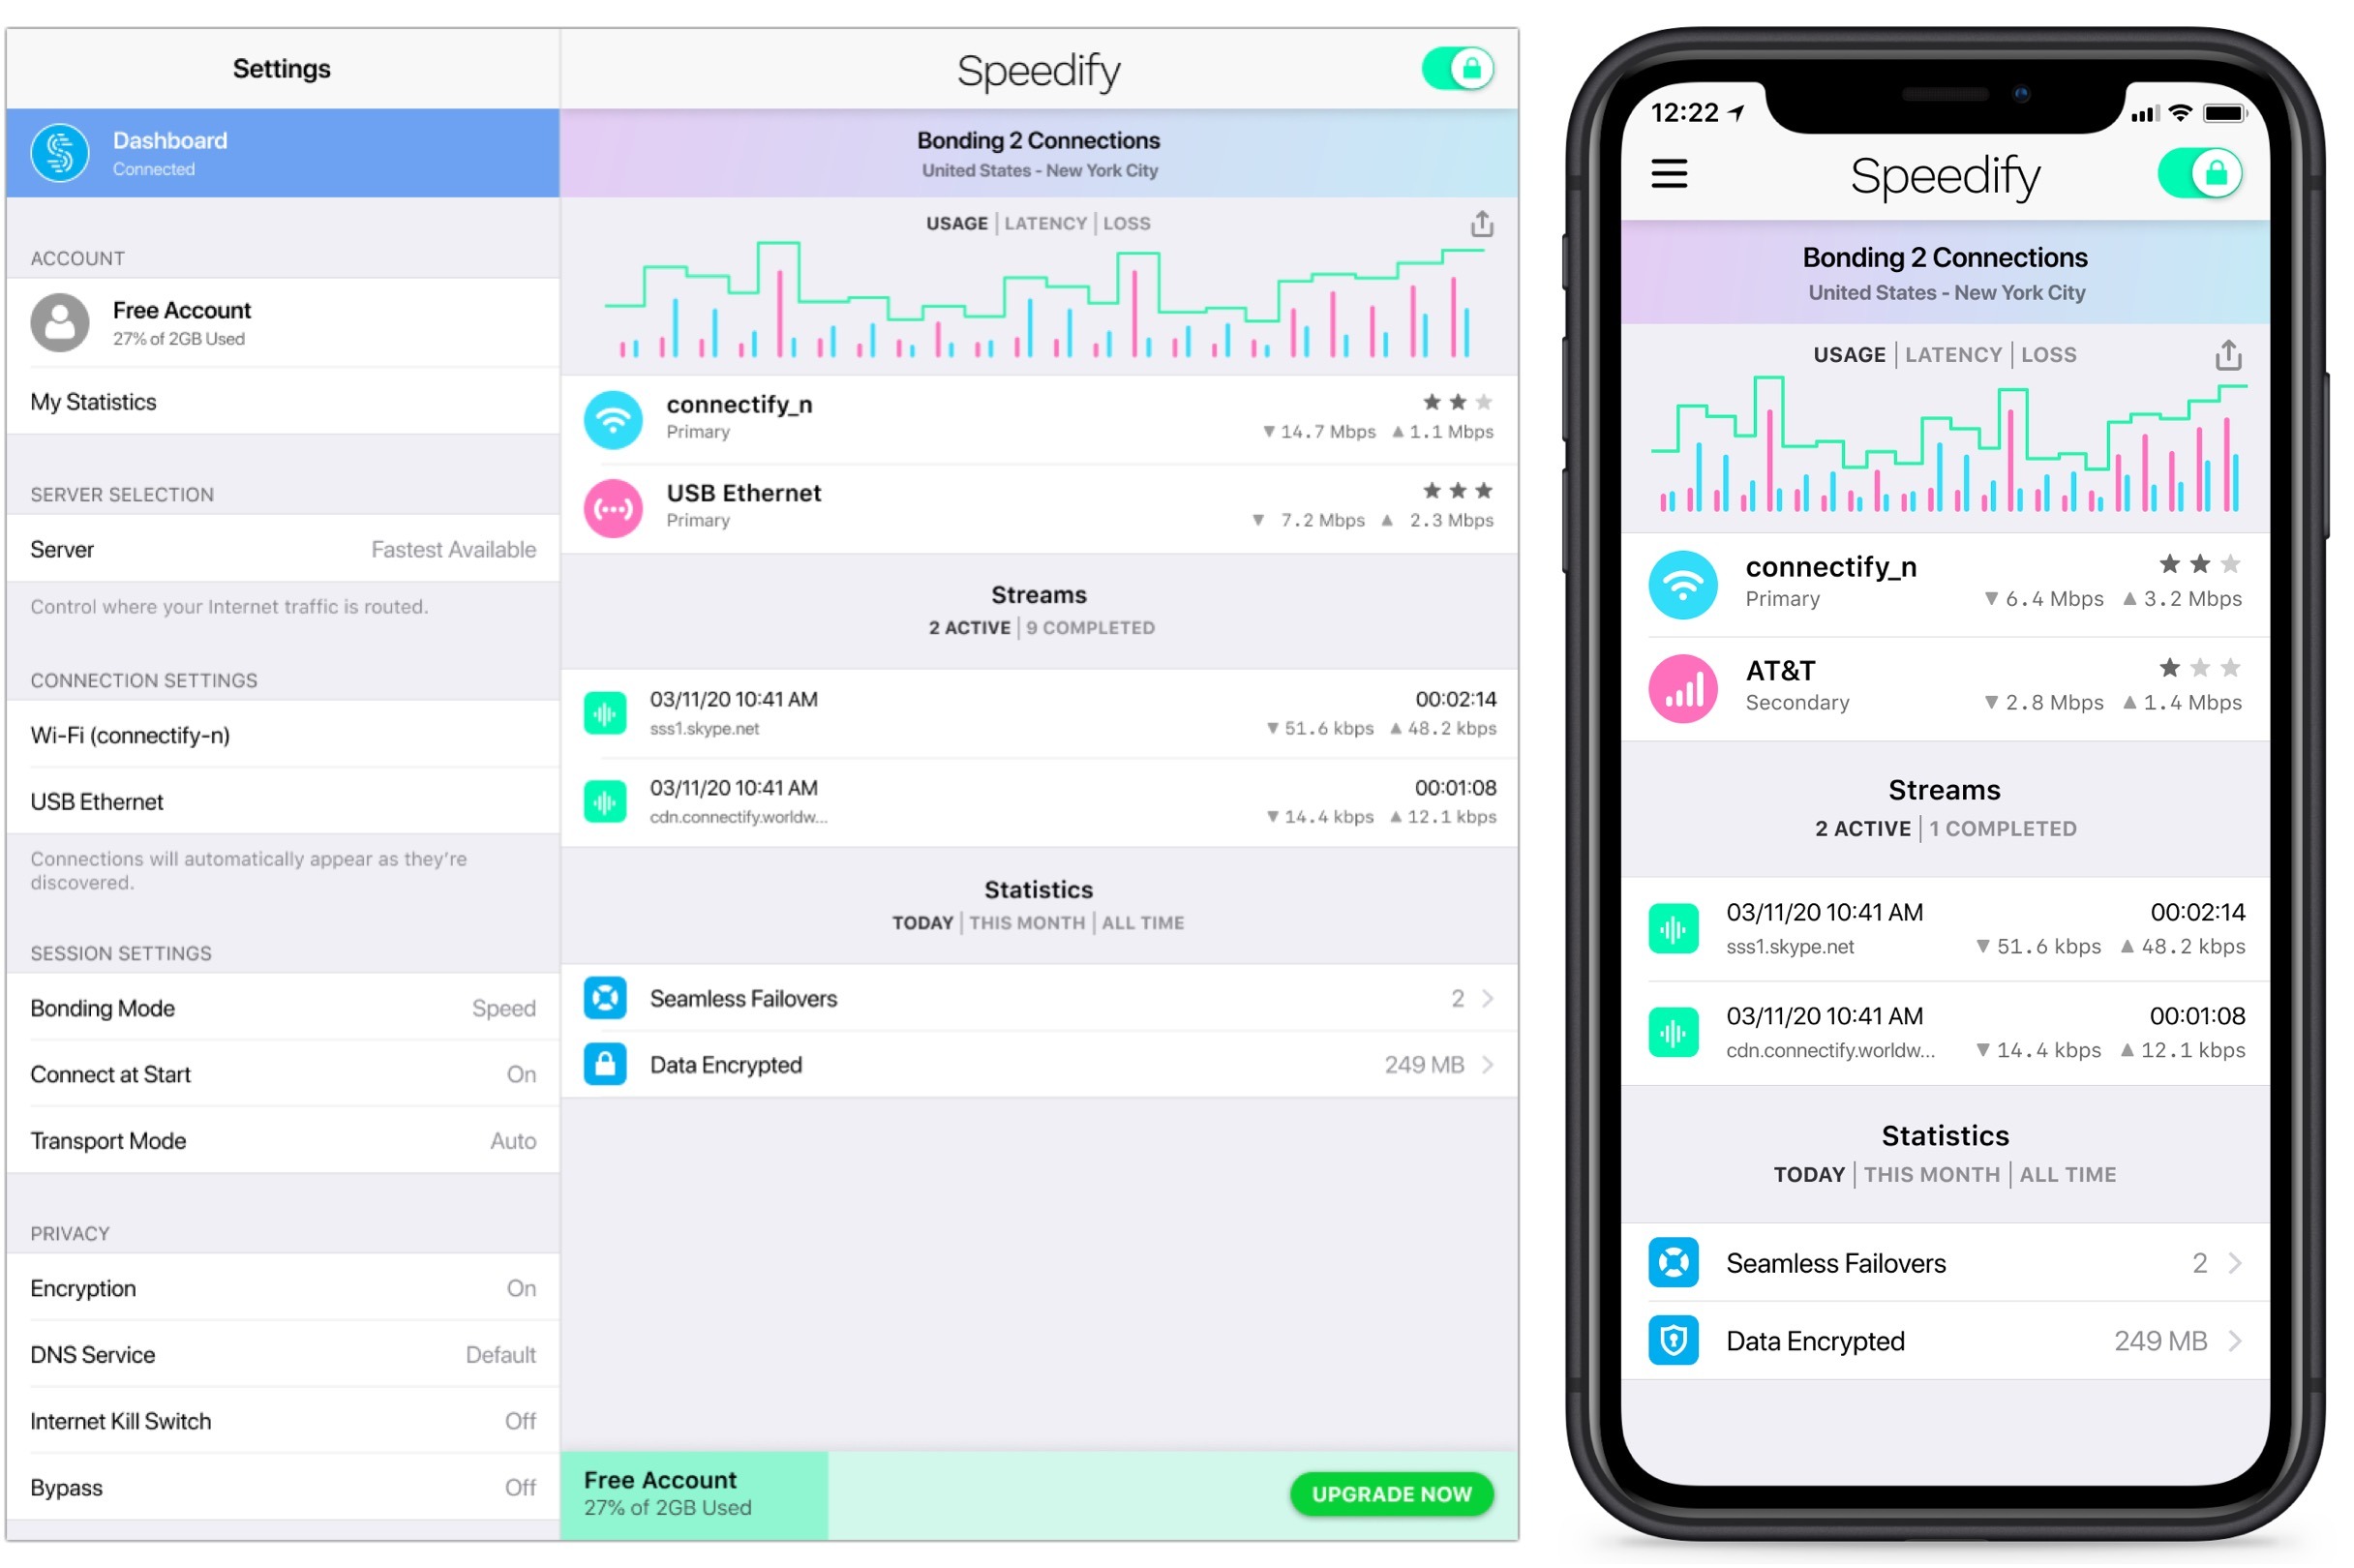 Settings
Dashboard
Connected
ACCOUNT
Free Account
27% of 2GB Used
My Statistics
SERVER SELECTION
Server Fastest Available
Control where your Internet traffic is routed.
CONNECTION SETTINGS
Wi-Fi (connectify-n)
USB Ethernet
Connections will automatically appear as they’re
discovered.
SESSION SETTINGS
Bonding Mode Speed
Connect at Start On
Transport Mode Auto
PRIVACY
Encryption On
DNS Service Default
Internet Kill Switch Off
Bypass Off
Speedify
Bonding 2 Connections
United States - New York City
USAGE | LATENCY | LOSS
connectify_n ★ ★ ★
Primary ▼ 14.7 Mbps ▲ 1.1 Mbps
USB Ethernet ★ ★ ★
Primary ▼ 7.2 Mbps ▲ 2.3 Mbps
Streams
2 ACTIVE | 9 COMPLETED
03/11/20 10:41 AM 00:02:14
sss1.skype.net ▼ 51.6 kbps ▲ 48.2 kbps
03/11/20 10:41 AM 00:01:08
cdn.connectify.worldw... ▼ 14.4 kbps ▲ 12.1 kbps
Statistics
TODAY | THIS MONTH | ALL TIME
Seamless Failovers 2
Data Encrypted 249 MB
Free Account
27% of 2GB Used
UPGRADE NOW
12:22
Speedify
Bonding 2 Connections
United States - New York City
USAGE | LATENCY | LOSS
connectify_n ★ ★ ★
Primary ▼ 6.4 Mbps ▲ 3.2 Mbps
AT&T ★ ★ ★
Secondary ▼ 2.8 Mbps ▲ 1.4 Mbps
Streams
2 ACTIVE | 1 COMPLETED
03/11/20 10:41 AM 00:02:14
sss1.skype.net ▼ 51.6 kbps ▲ 48.2 kbps
03/11/20 10:41 AM 00:01:08
cdn.connectify.worldw... ▼ 14.4 kbps ▲ 12.1 kbps
Statistics
TODAY | THIS MONTH | ALL TIME
Seamless Failovers 2
Data Encrypted 249 MB